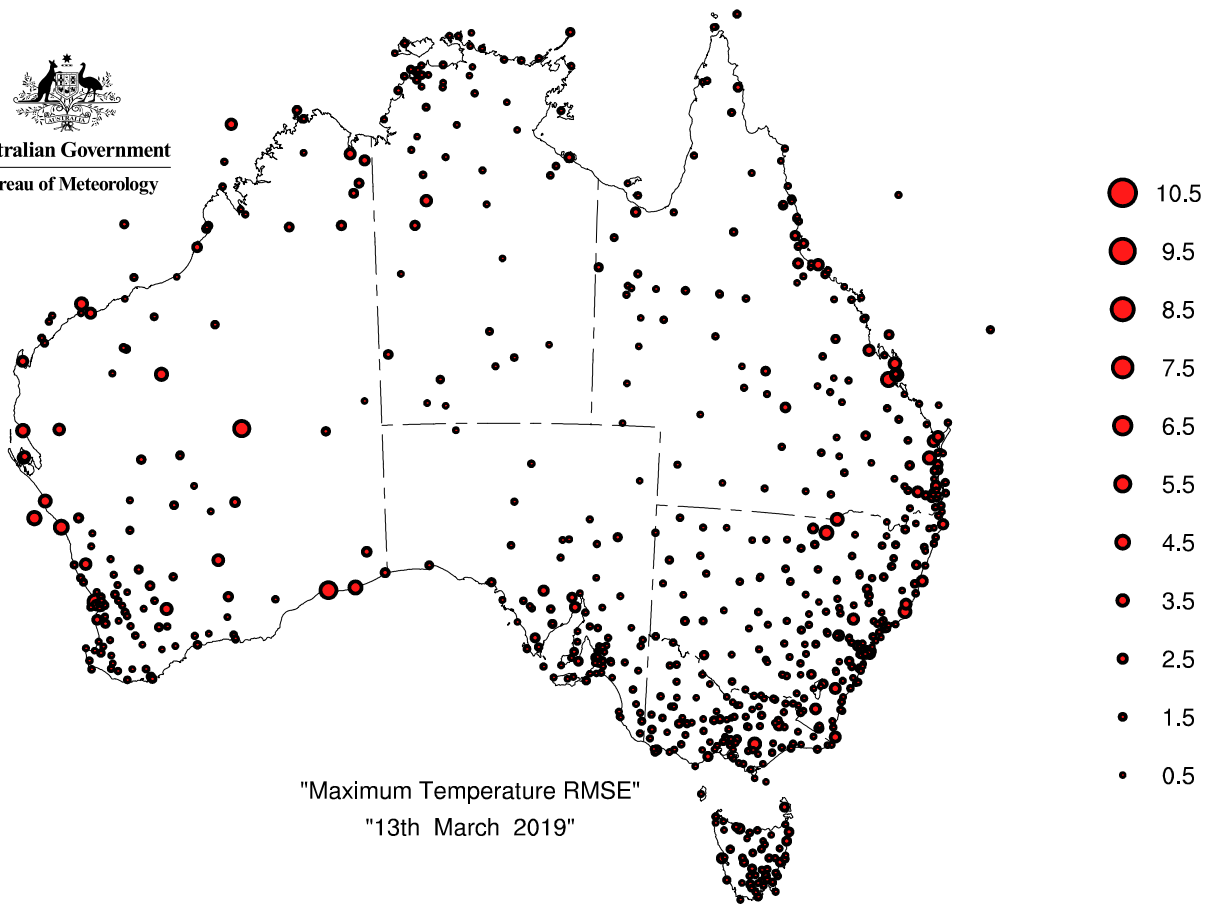 AUSTRALIA
tralian Government
reau of Meteorology
10.5
9.5
8.5
7.5
6.5
5.5
4.5
3.5
2.5
1.5
0.5
"Maximum Temperature RMSE"
"13th March 2019"